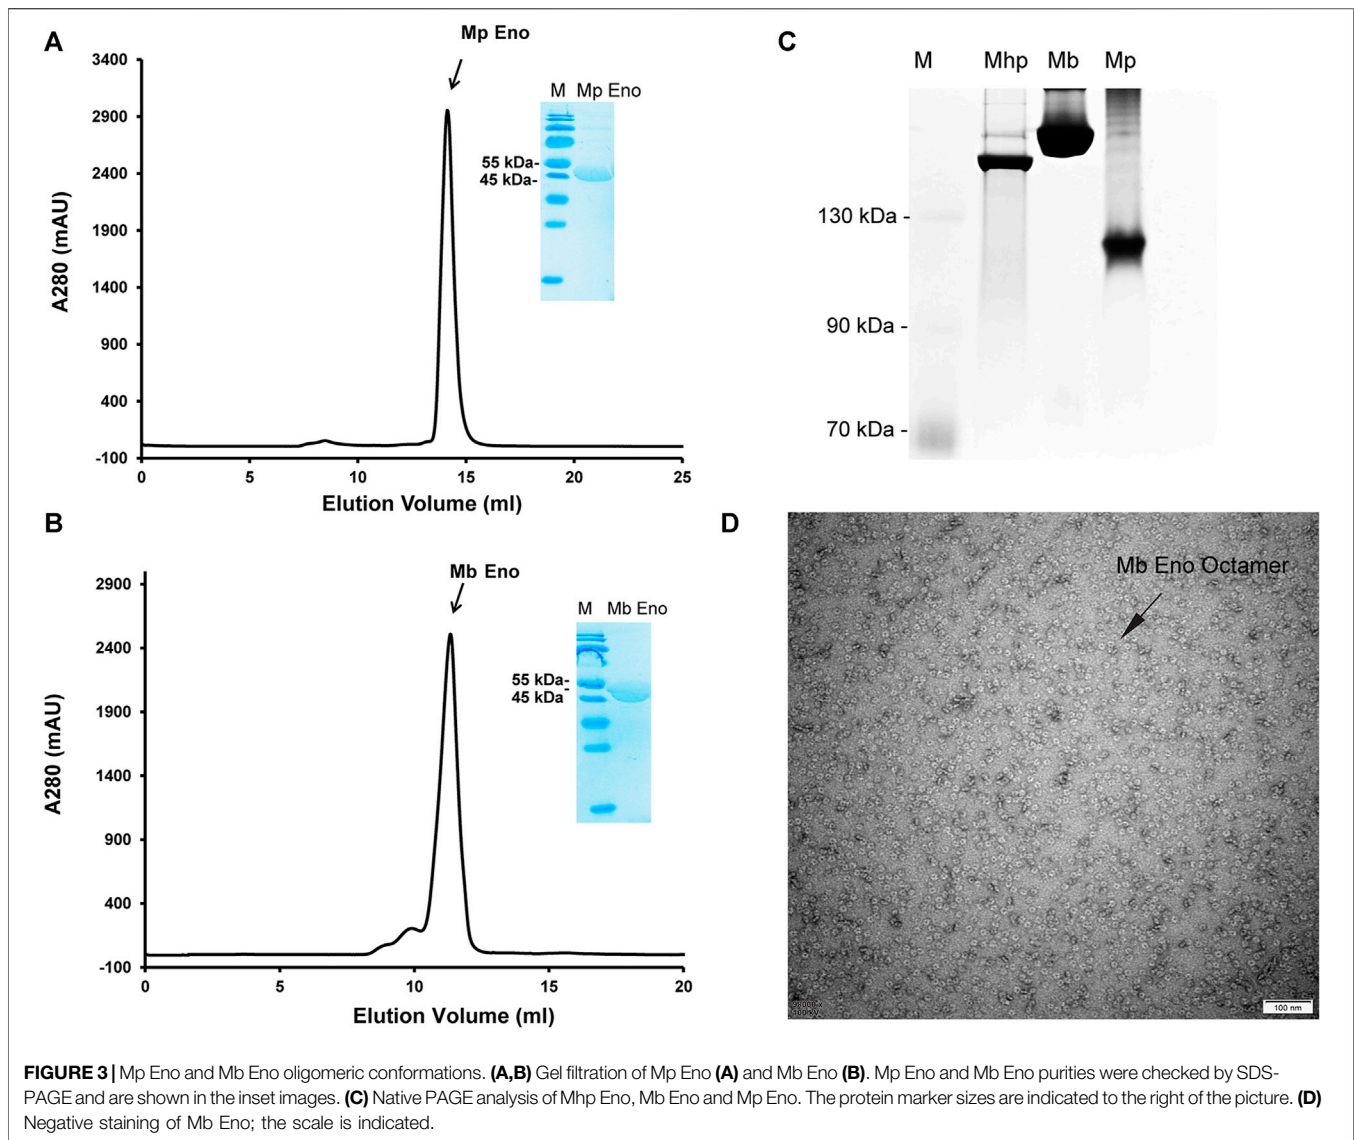 A
Mp Eno
3400
2900
2400
1900
1400
900
400
-100
A280 (mAU)
0 5 10 15 20 25
Elution Volume (ml)
M Mp Eno
55 kDa-
45 kDa-
B
Mb Eno
2900
2400
1900
1400
900
400
-100
A280 (mAU)
0 5 10 15 20
Elution Volume (ml)
M Mb Eno
55 kDa-
45 kDa-
C
M Mhp Mb Mp
130 kDa -
90 kDa -
70 kDa -
D
Mb Eno Octamer
100 nm
FIGURE 3 | Mp Eno and Mb Eno oligomeric conformations. (A,B) Gel filtration of Mp Eno (A) and Mb Eno (B). Mp Eno and Mb Eno purities were checked by SDS-
PAGE and are shown in the inset images. (C) Native PAGE analysis of Mhp Eno, Mb Eno and Mp Eno. The protein marker sizes are indicated to the right of the picture. (D)
Negative staining of Mb Eno; the scale is indicated.